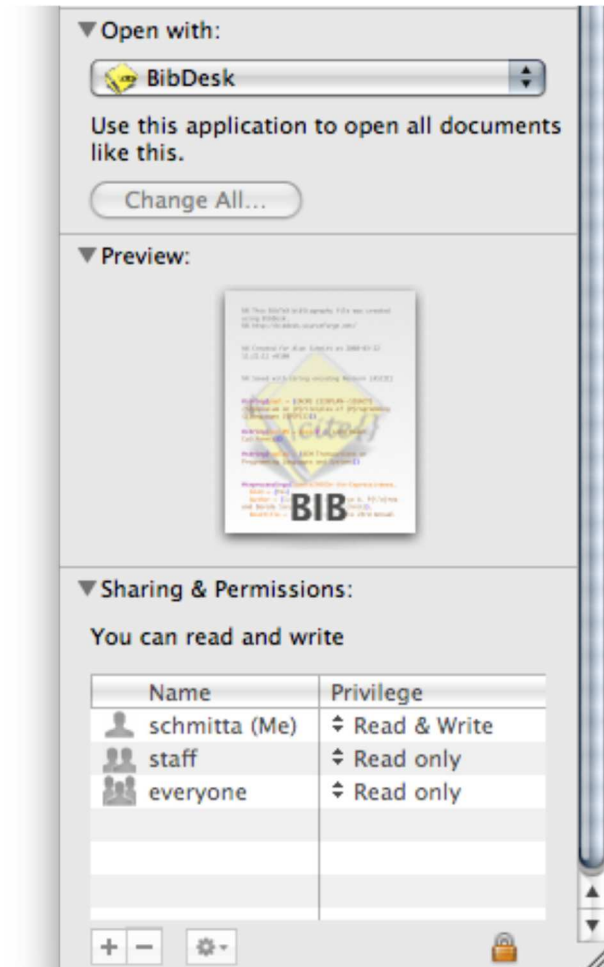 Open with:
BibDesk
Use this application to open all documents
like this.
Change All...
Preview:
\cite{}
BIB
Sharing & Permissions:
You can read and write
Name Privilege
schmitta (Me) Read & Write
staff Read only
everyone Read only